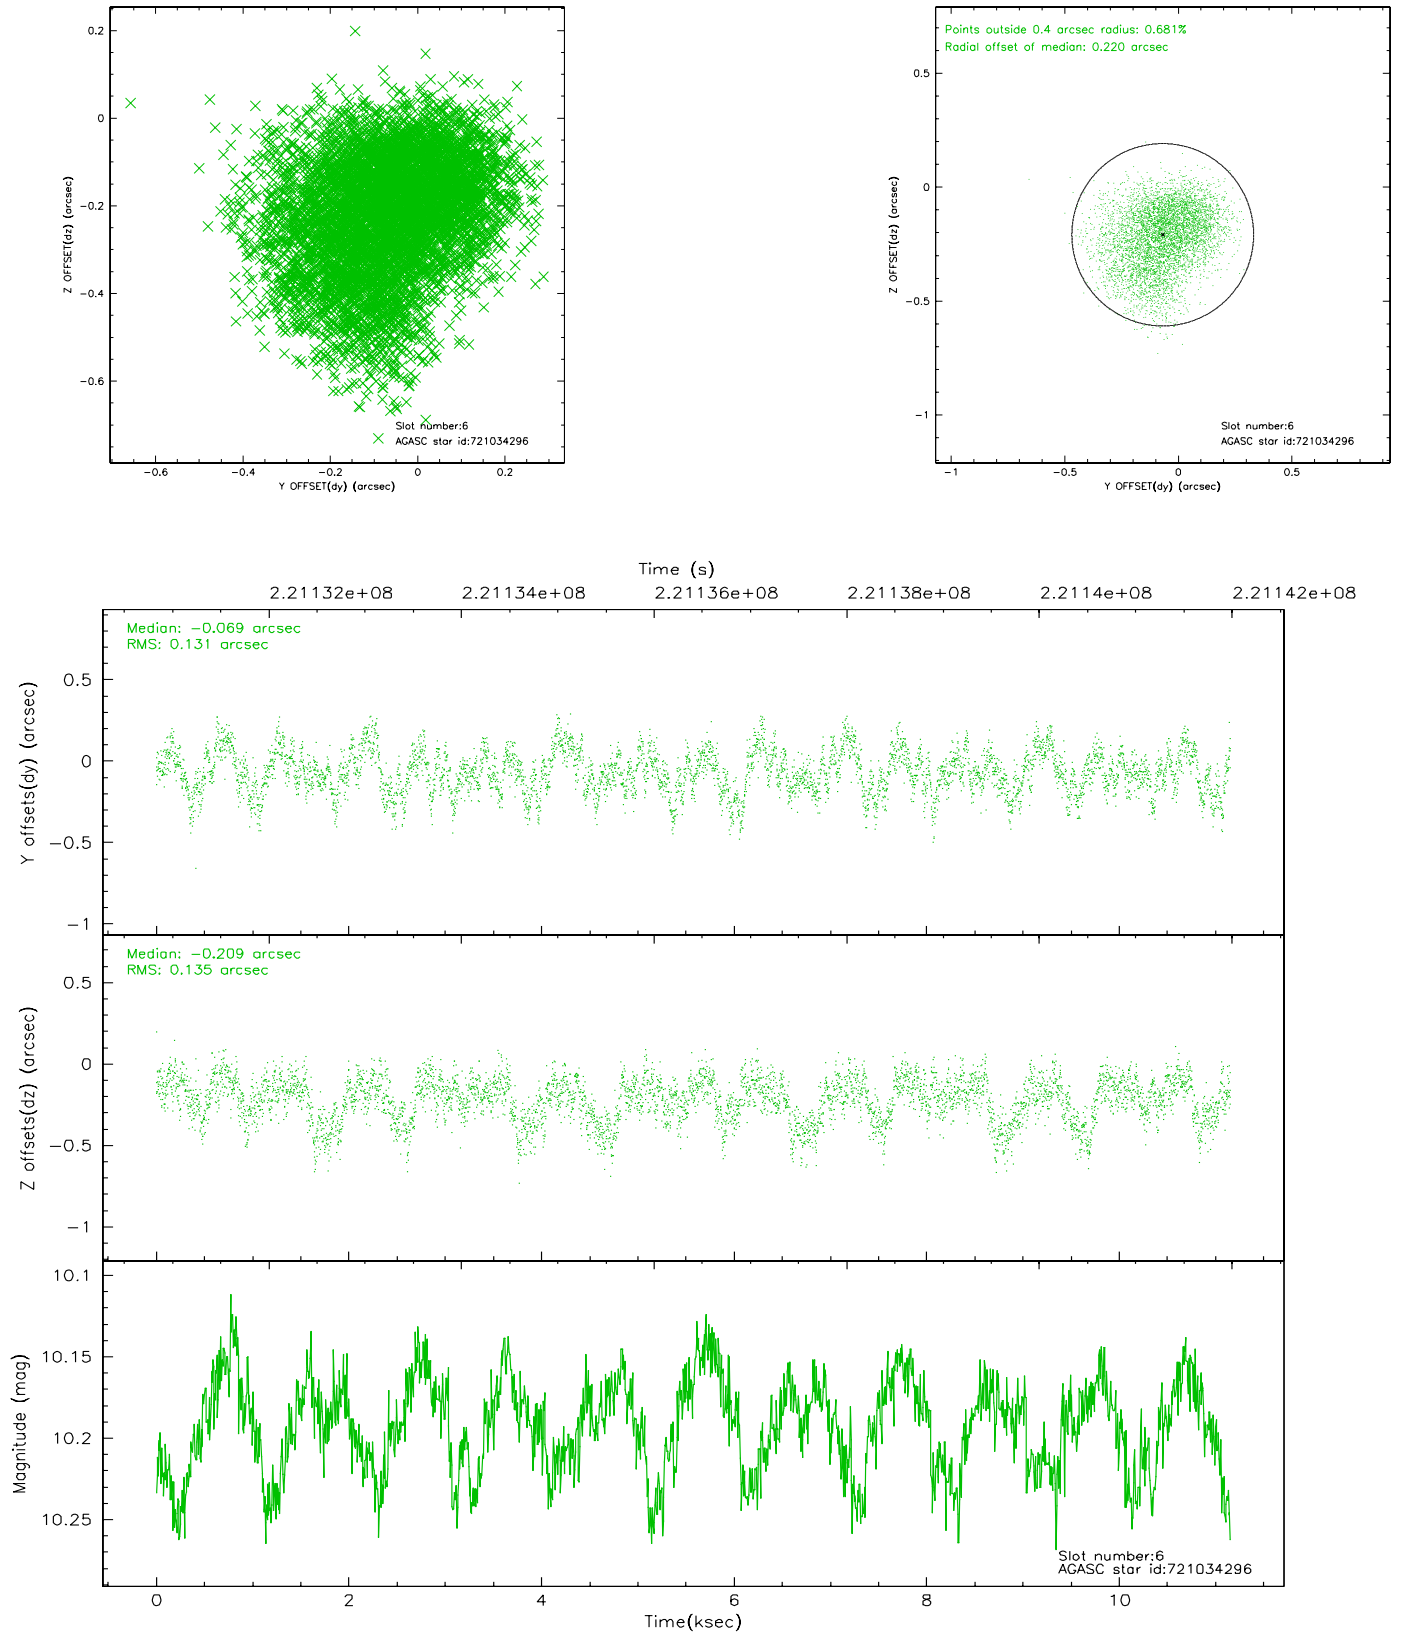 0.2
0
−0.2
−0.4
−0.6
Z OFFSET(dz) (arcsec)
Slot number:6
AGASC star id:721034296
−0.6
−0.4
−0.2
0
0.2
Y OFFSET(dy) (arcsec)
Points outside 0.4 arcsec radius: 0.681%
Radial offset of median: 0.220 arcsec
0.5
0
−0.5
−1
Z OFFSET(dz) (arcsec)
Slot number:6
AGASC star id:721034296
−1
−0.5
0
0.5
Y OFFSET(dy) (arcsec)
Time (s)
2.21132e+08
2.21134e+08
2.21136e+08
2.21138e+08
2.2114e+08
2.21142e+08
Median: −0.069 arcsec
RMS: 0.131 arcsec
0.5
0
−0.5
−1
Y offsets(dy) (arcsec)
Median: −0.209 arcsec
RMS: 0.135 arcsec
0.5
0
−0.5
−1
Z offsets(dz) (arcsec)
10.1
10.15
10.2
10.25
Magnitude (mag)
Slot number:6
AGASC star id:721034296
0
2
4
6
8
10
Time(ksec)